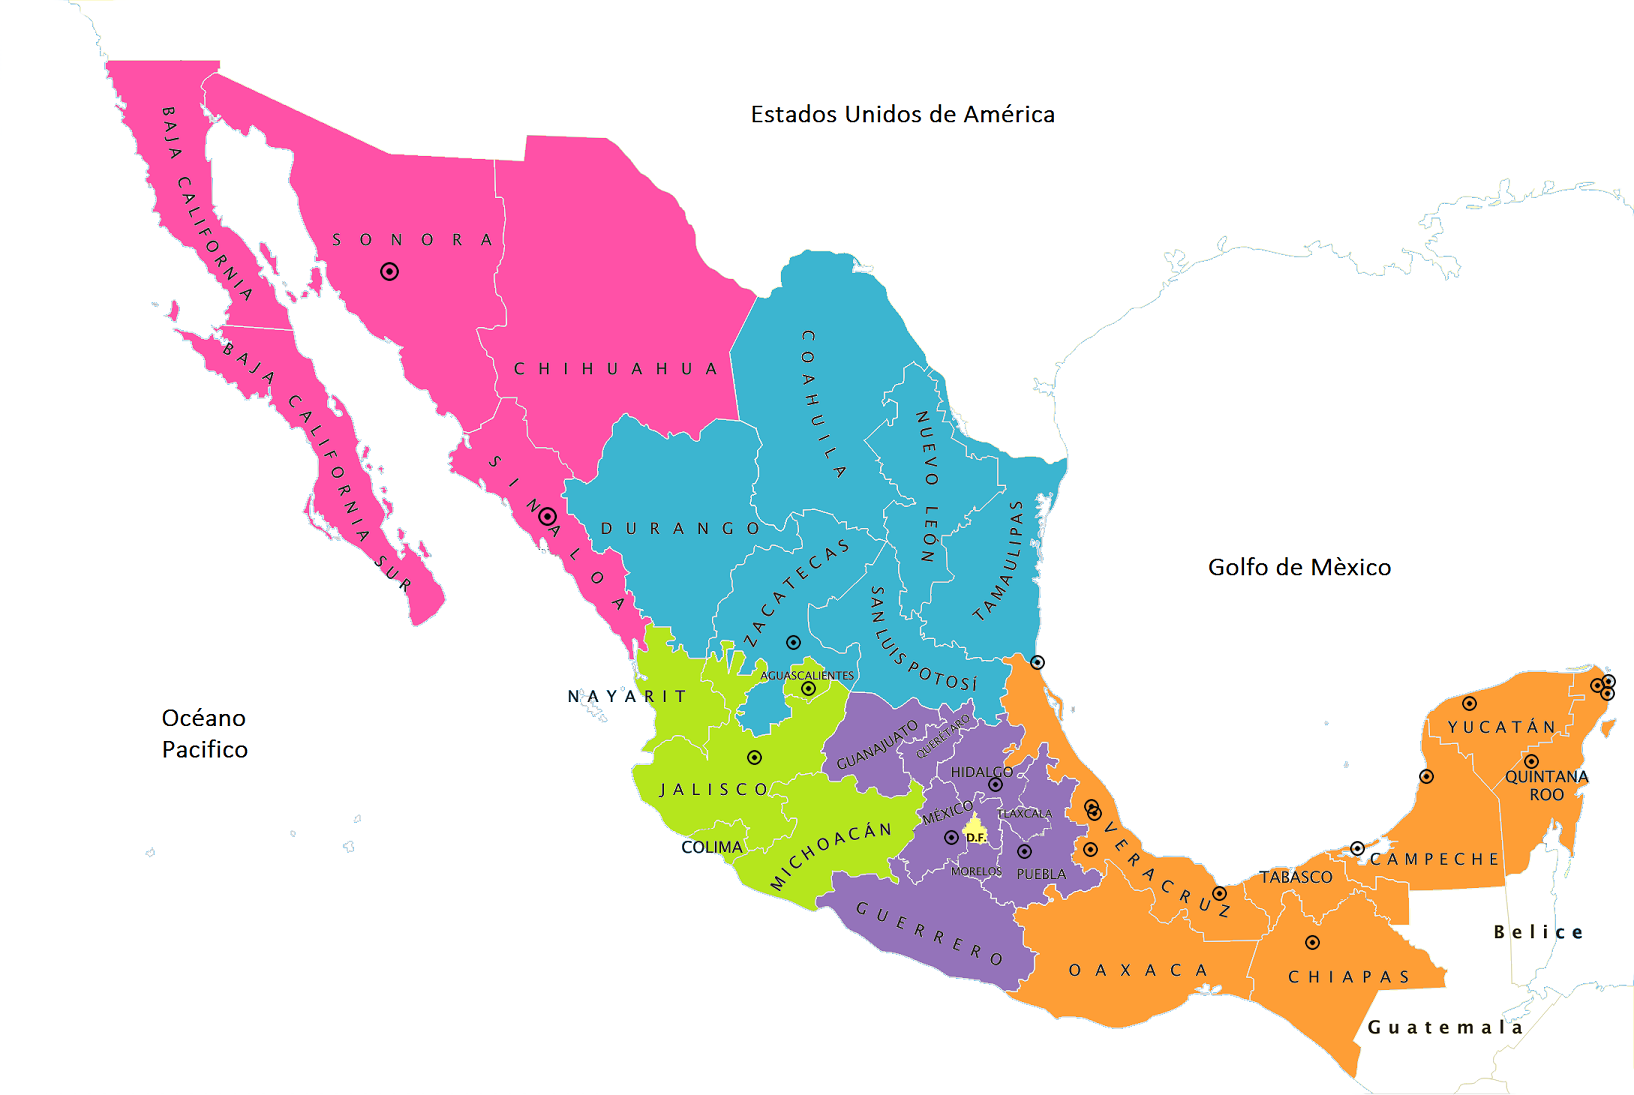 Estados Unidos de América
BAJA CALIFORNIA
SONORA
CHIHUAHUA
COAHUILA
BAJA CALIFORNIA SUR
SINALOA
NUEVO LEÓN
DURANGO
TAMAULIPAS
Golfo de Mèxico
ZACATECAS
SAN LUIS POTOSÍ
AGUASCALIENTES
NAYARIT
Océano
Pacifico
GUANAJUATO
QUERETARO
YUCATÁN
HIDALGO
QUINTANA
ROO
JALISCO
MÉXICO
TLAXCALA
D.F.
COLIMA
MICHOACÁN
MORELOS
PUEBLA
VERACRUZ
TABASCO
CAMPECHE
GUERRERO
Belice
OAXACA
CHIAPAS
Guatemala